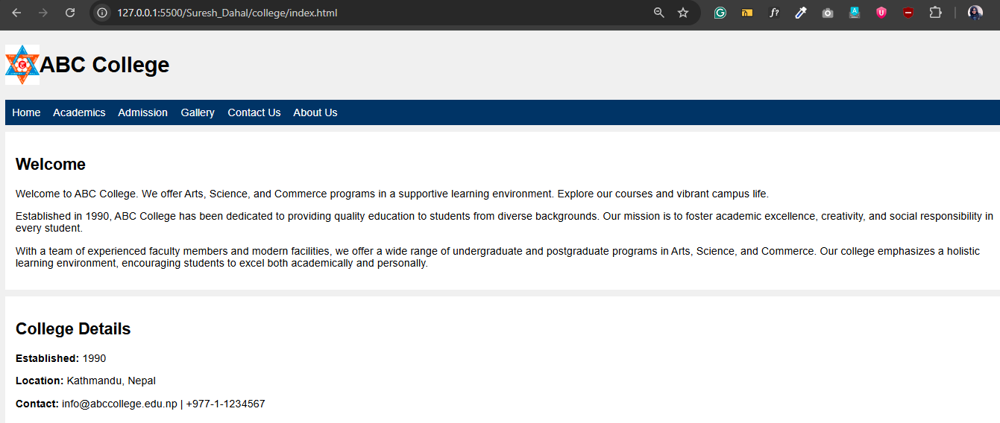 127.0.0.1:5500/Suresh_Dahal/college/index.html
ABC College
Home Academics Admission Gallery Contact Us About Us
Welcome
Welcome to ABC College. We offer Arts, Science, and Commerce programs in a supportive learning environment. Explore our courses and vibrant campus life.
Established in 1990, ABC College has been dedicated to providing quality education to students from diverse backgrounds. Our mission is to foster academic excellence, creativity, and social responsibility in
every student.
With a team of experienced faculty members and modern facilities, we offer a wide range of undergraduate and postgraduate programs in Arts, Science, and Commerce. Our college emphasizes a holistic
learning environment, encouraging students to excel both academically and personally.
College Details
Established: 1990
Location: Kathmandu, Nepal
Contact: info@abccollege.edu.np | +977-1-1234567